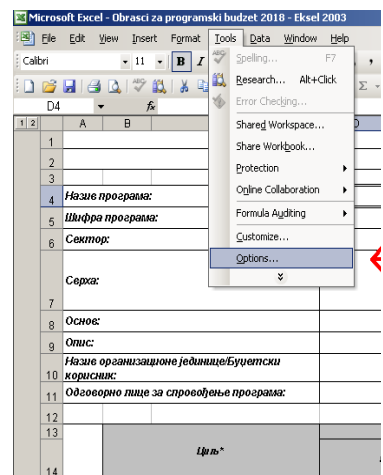 Microsoft Excel - Obrasci za programski budzet 2018 - Eksel 2003
File Edit View Insert Format Tools Data Window Help
Calibri 11 B I
Spelling... F7
Research... Alt+Click
Error Checking...
Shared Workspace...
Share Workbook...
Protection
Online Collaboration
Formula Auditing
Customize...
Options...
D4 fx
1 2 A B D
1
2
3
4 Назив програма:
5 Шифра програма:
6 Сектор:
7 Сврха:
8 Основ:
9 Опис:
Назив организационе јединице/Буџетски
10 корисник:
11 Одговорно лице за спровођење програма:
12
13
Циљ*
14